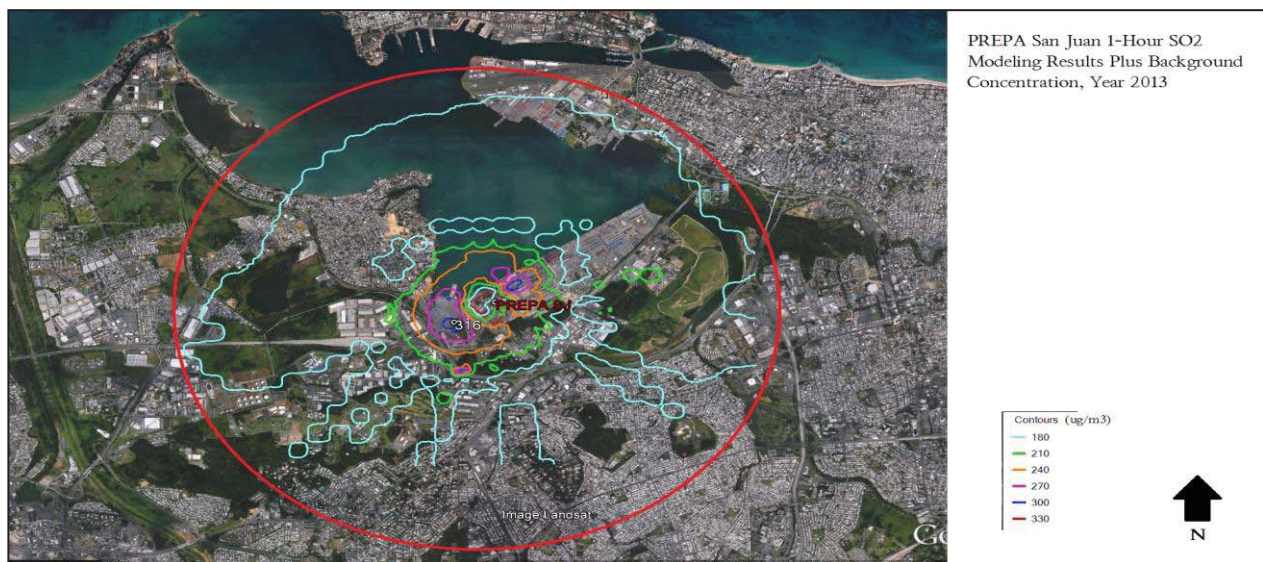 PREPA San Juan 1-Hour SO2
Modeling Results Plus Background
Concentration, Year 2013
PREPA SJ
316
Contours (ug/m3)
180
210
240
270
300
330
N
Image Landsat